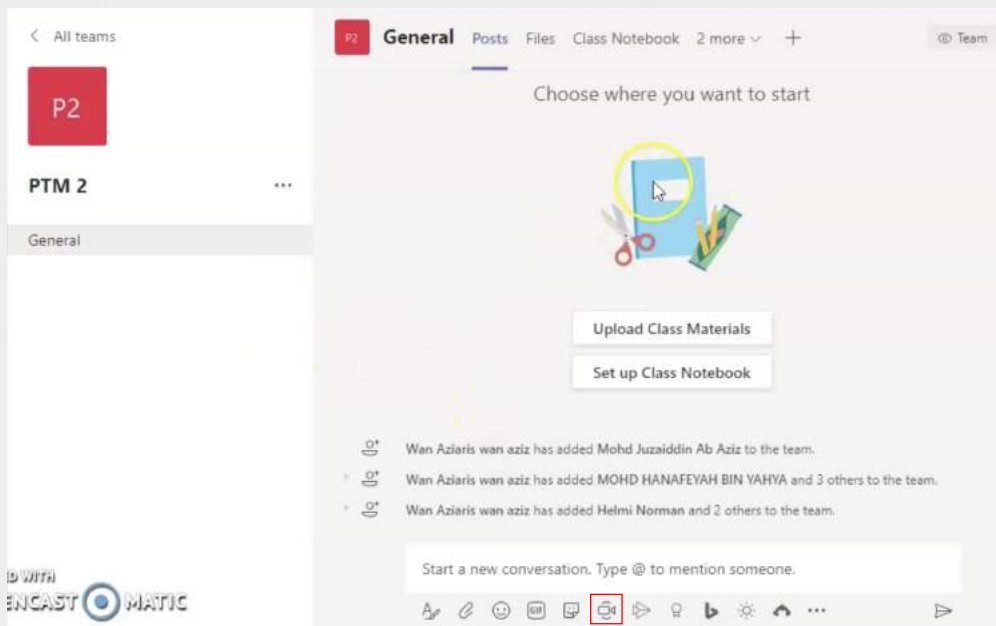 All teams
P2
PTM 2
...
General
P2 General Posts Files Class Notebook 2 more + Team
Choose where you want to start
Upload Class Materials
Set up Class Notebook
Wan Aziaris wan aziz has added Mohd Juzaiddin Ab Aziz to the team.
Wan Aziaris wan aziz has added MOHD HANAFEYAH BIN YAHYA and 3 others to the team.
Wan Aziaris wan aziz has added Helmi Norman and 2 others to the team.
Start a new conversation. Type @ to mention someone.
GIF
D WITH
ENCAST MATIC